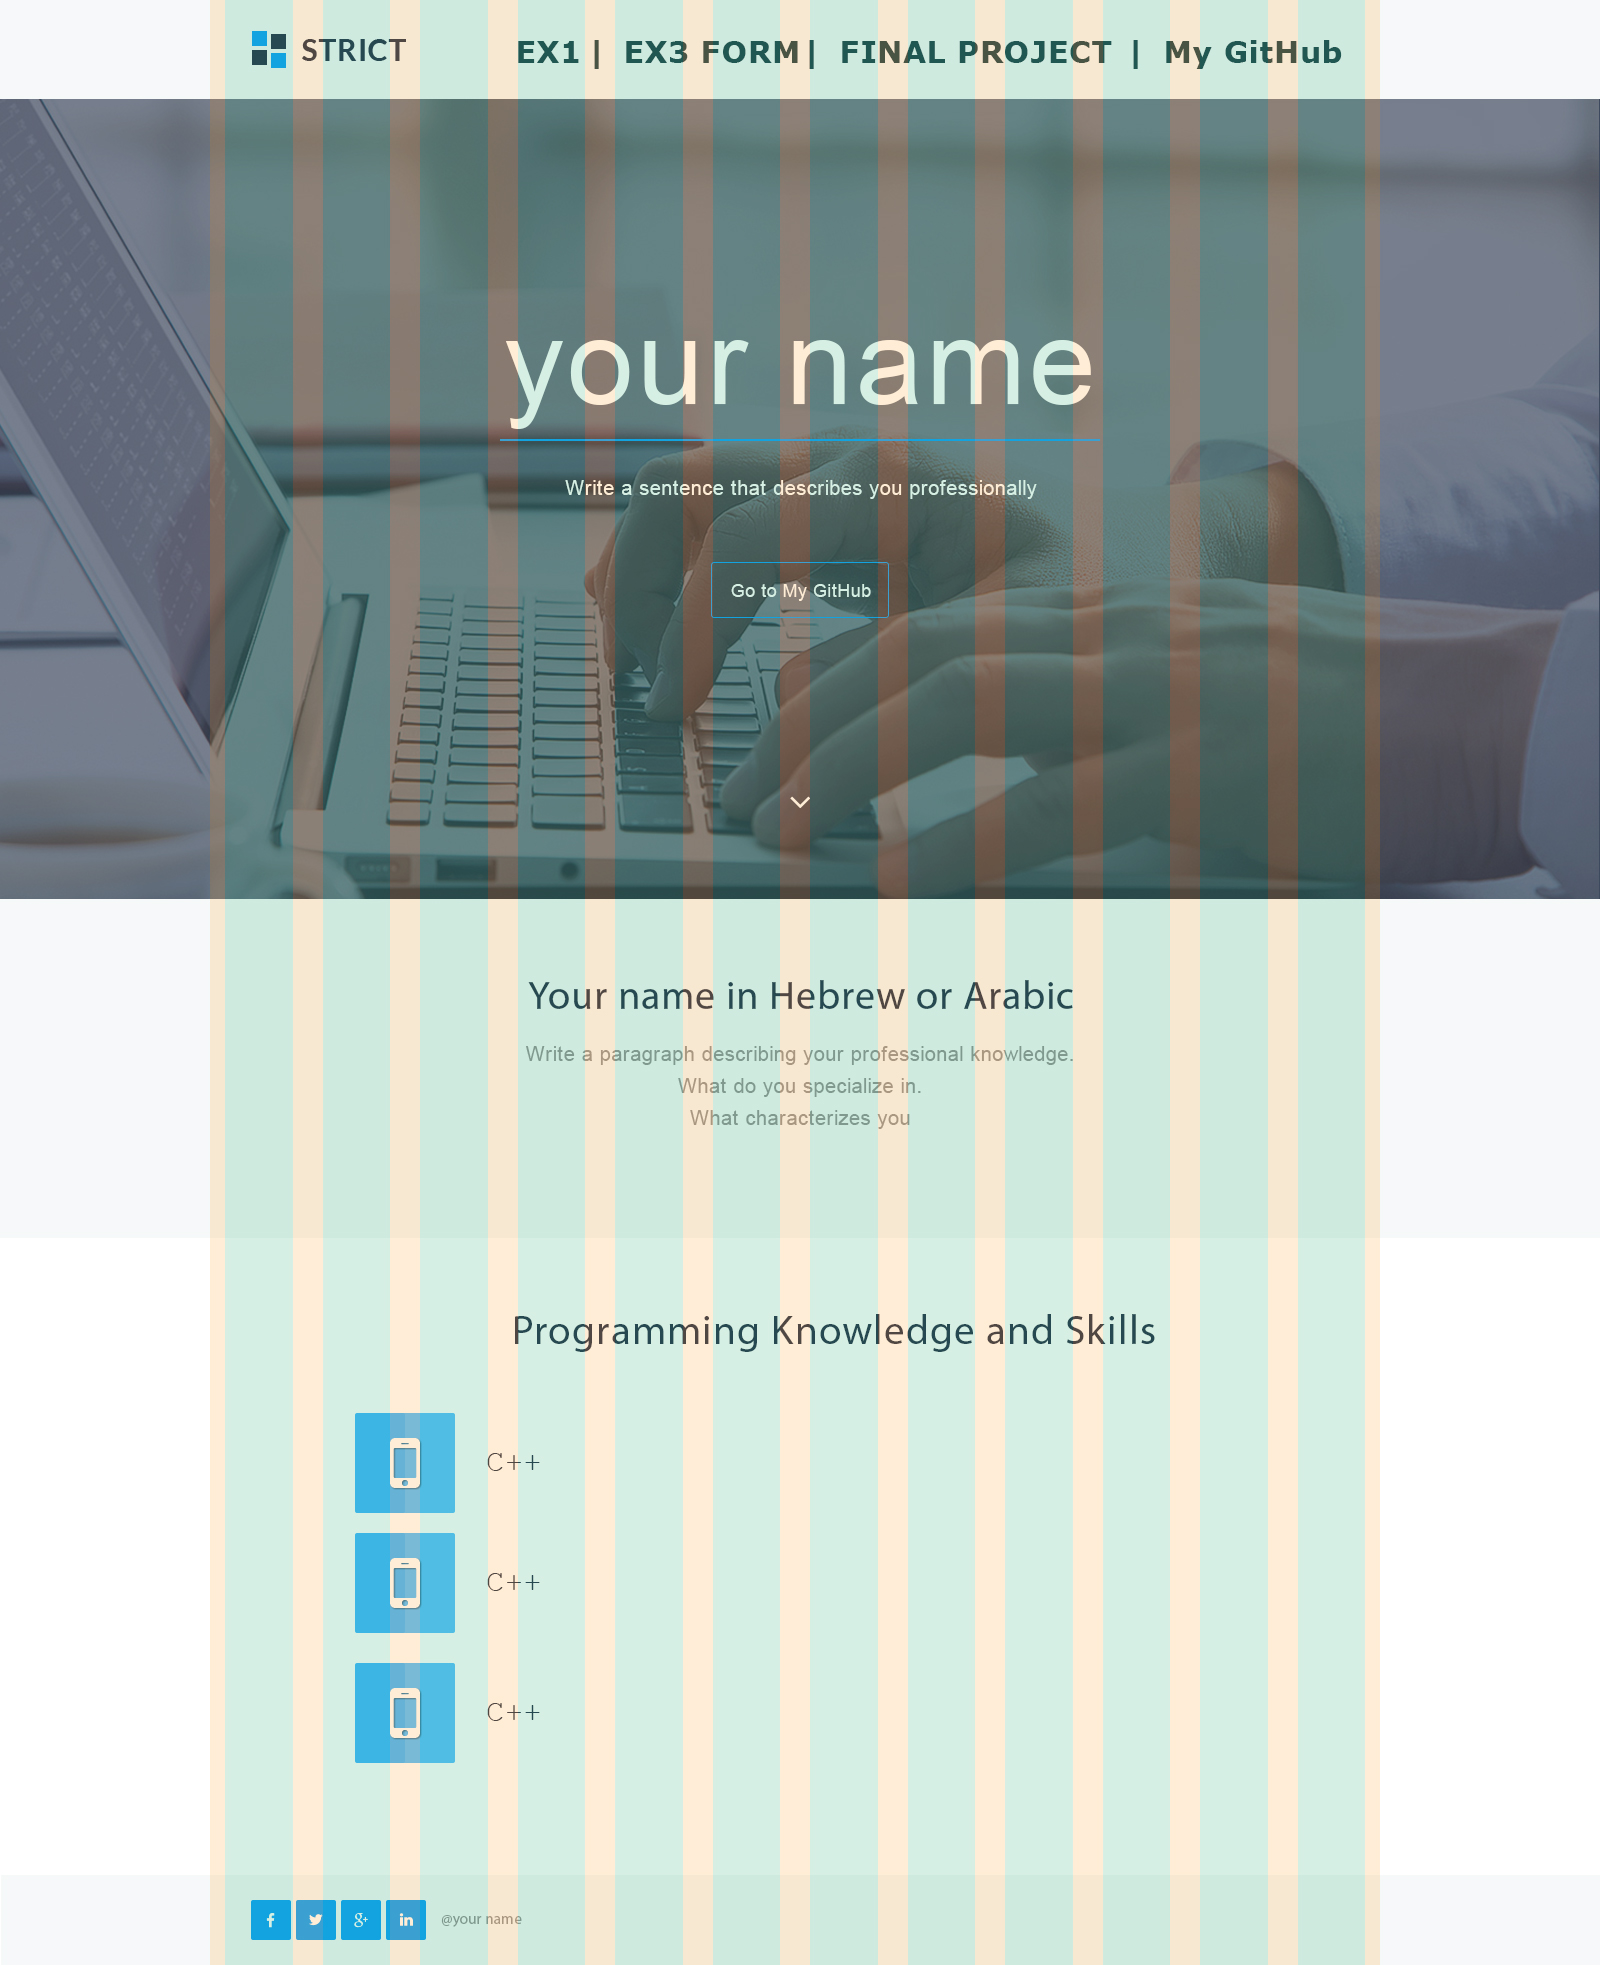 STRICT
EX1 | EX3 FORM | FINAL PROJECT | My GitHub
your name
Write a sentence that describes you professionally
Go to My GitHub
Your name in Hebrew or Arabic
Write a paragraph describing your professional knowledge.
What do you specialize in.
What characterizes you
Programming Knowledge and Skills
C++
C++
C++
f g+ in @your name